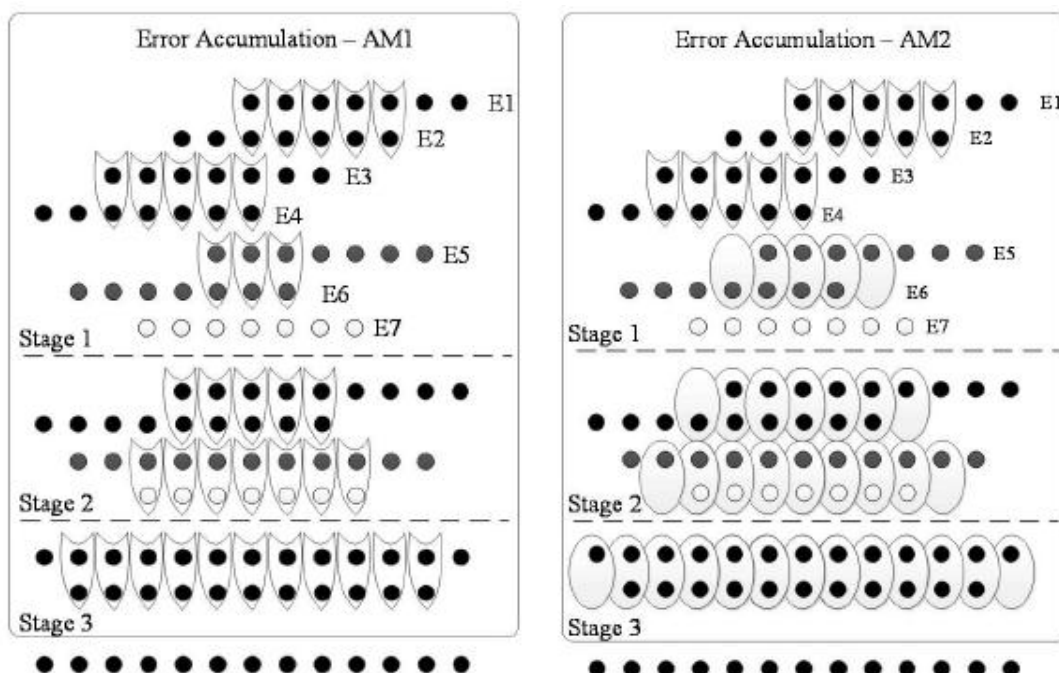 Error Accumulation – AM1
E1
E2
E3
E4
E5
E6
E7
Stage 1
Stage 2
Stage 3
Error Accumulation – AM2
E1
E2
E3
E4
E5
E6
E7
Stage 1
Stage 2
Stage 3